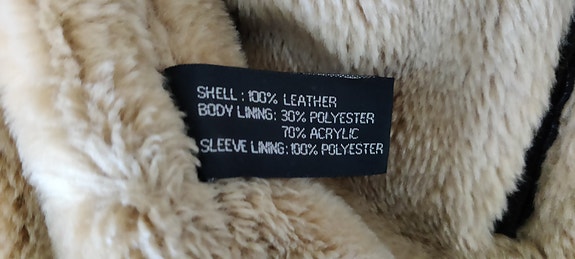 SHELL : 100% LEATHER
BODY LINING: 30% POLYESTER
70% ACRYLIC
SLEEVE LINING: 100% POLYESTER